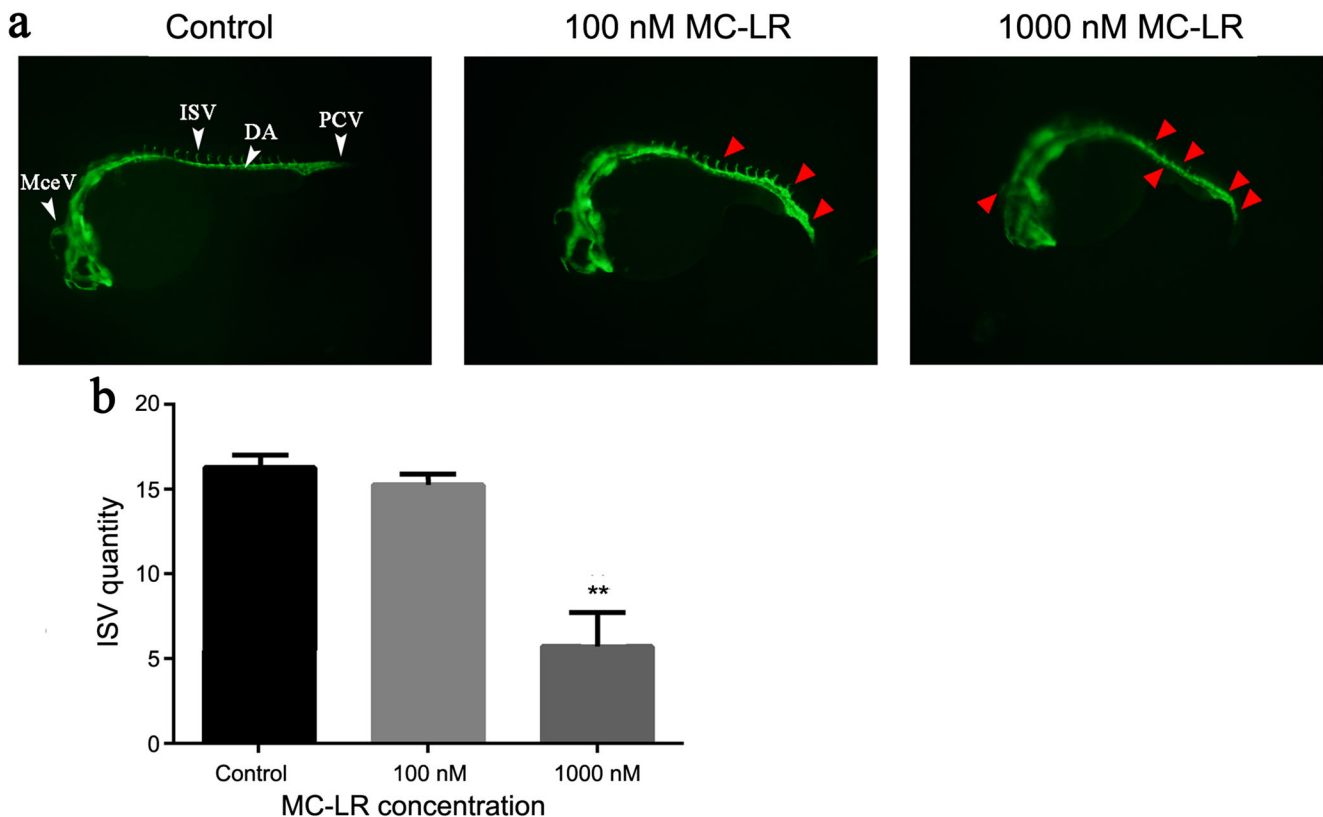 a
Control
100 nM MC-LR
1000 nM MC-LR
ISV
DA
PCV
MceV
b
20
15
10
5
0
ISV quantity
**
Control
100 nM
1000 nM
MC-LR concentration